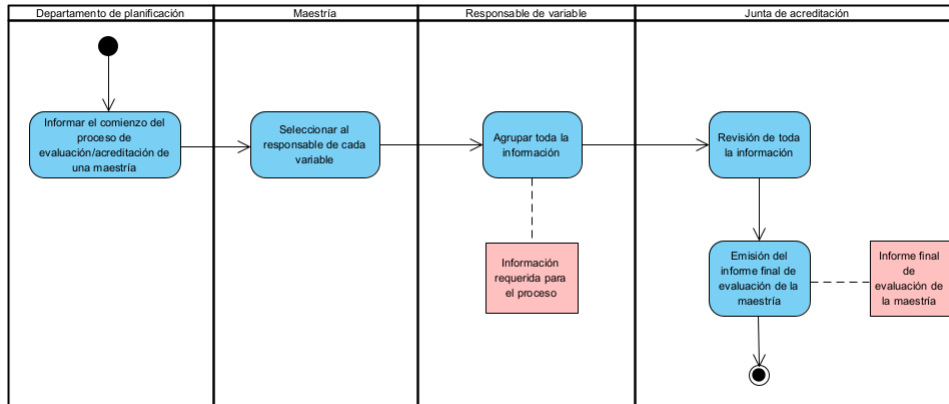 Departamento de planificación
Maestría
Responsable de variable
Junta de acreditación
Informar el comienzo del
proceso de
evaluación/acreditación de
una maestría
Seleccionar al
responsable de cada
variable
Agrupar toda la
información
Revisión de toda
la información
Información
requerida para
el proceso
Emisión del
informe final de
evaluación de la
maestría
Informe final
de
evaluación de
la maestría